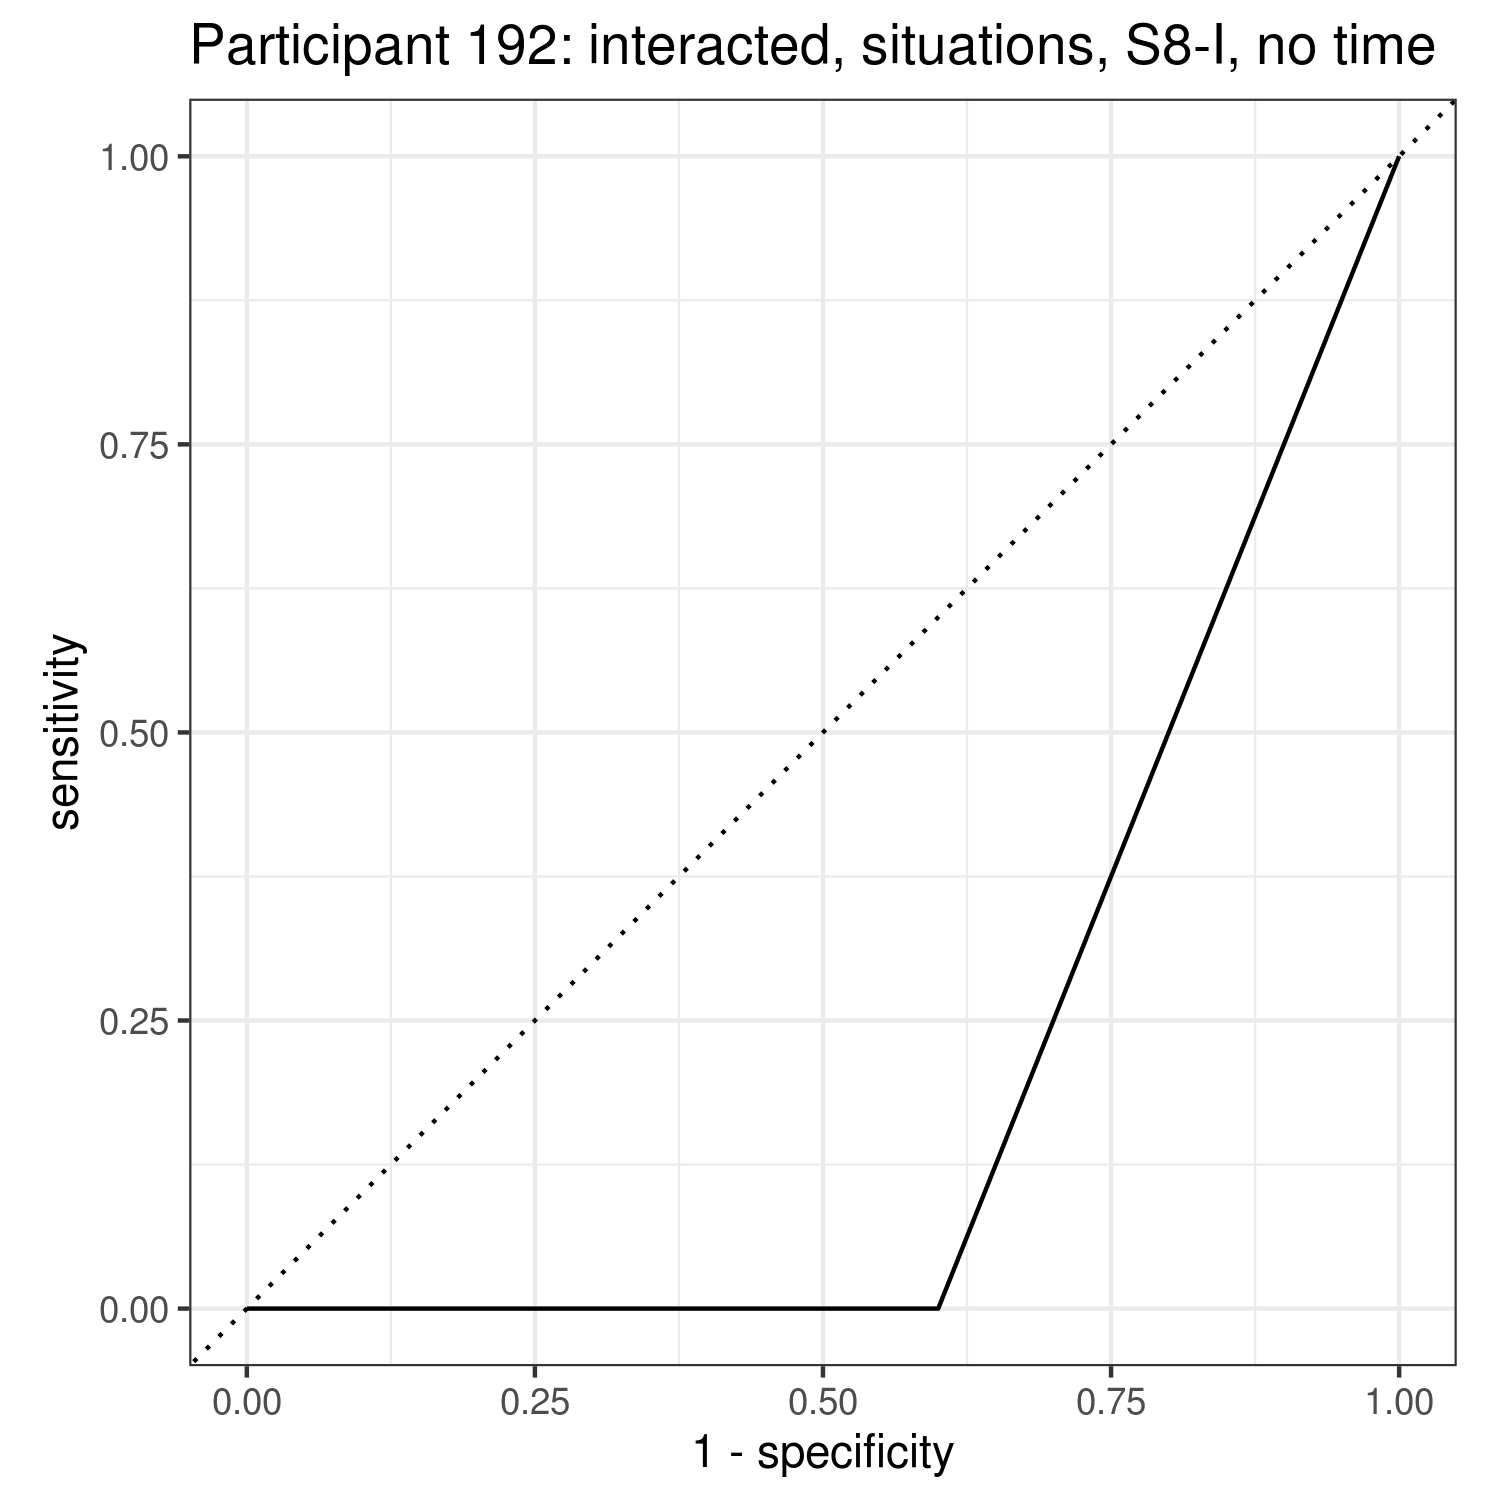 Participant 192: interacted, situations, S8-I, no time
sensitivity
1.00
0.75
0.50
0.25
0.00
0.00 0.25 0.50 0.75 1.00
1 - specificity